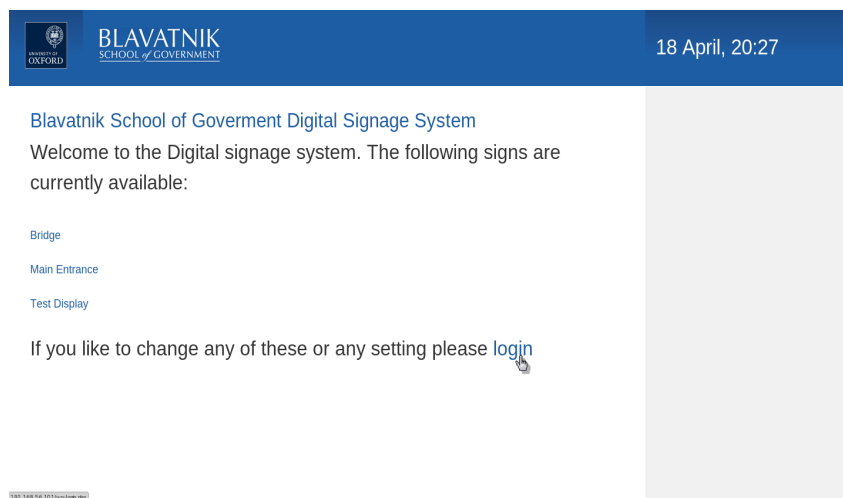 UNIVERSITY OF
OXFORD
BLAVATNIK
SCHOOL of GOVERNMENT
18 April, 20:27
Blavatnik School of Goverment Digital Signage System
Welcome to the Digital signage system. The following signs are
currently available:
Bridge
Main Entrance
Test Display
If you like to change any of these or any setting please login